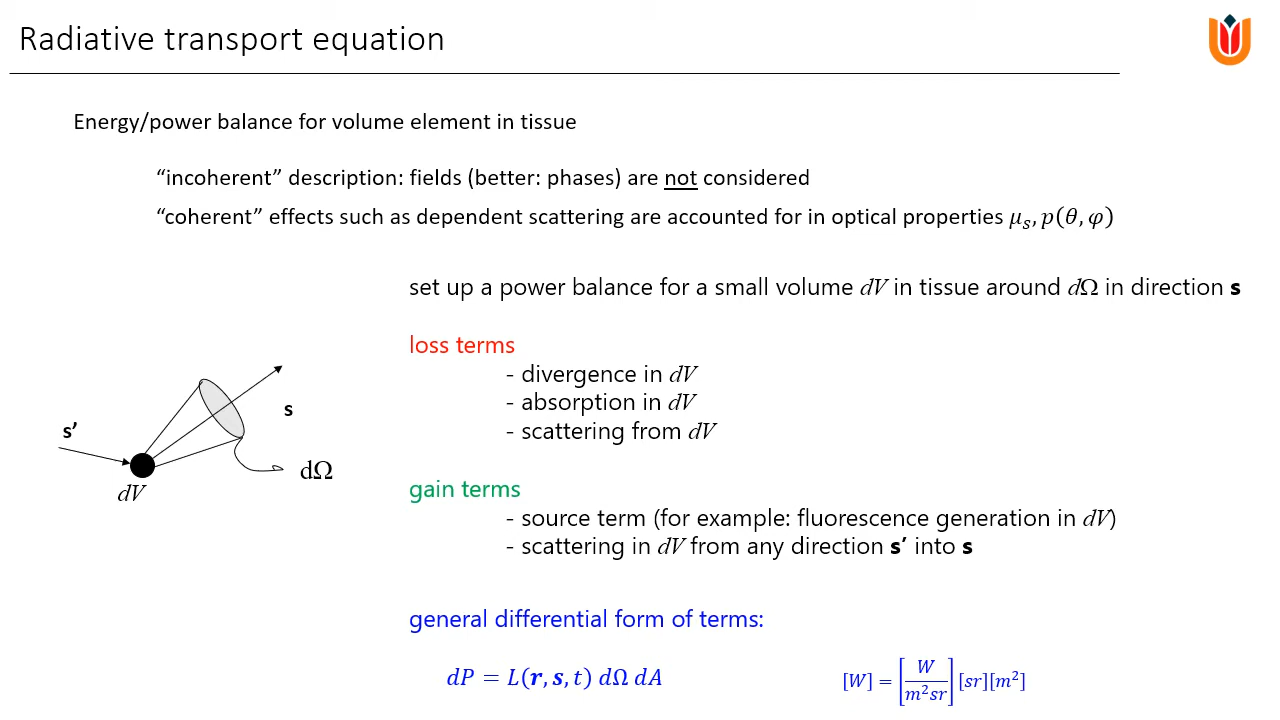 Radiative transport equation
Energy/power balance for volume element in tissue
“incoherent” description: fields (better: phases) are not considered
“coherent” effects such as dependent scattering are accounted for in optical properties μₛ, p(θ, φ)
set up a power balance for a small volume dV in tissue around dΩ in direction s
loss terms
- divergence in dV
- absorption in dV
- scattering from dV
s
s’
dΩ
dV
gain terms
- source term (for example: fluorescence generation in dV)
- scattering in dV from any direction s’ into s
general differential form of terms:
dP = L(r, s, t) dΩ dA
[W] = [W / m²sr] [sr][m²]